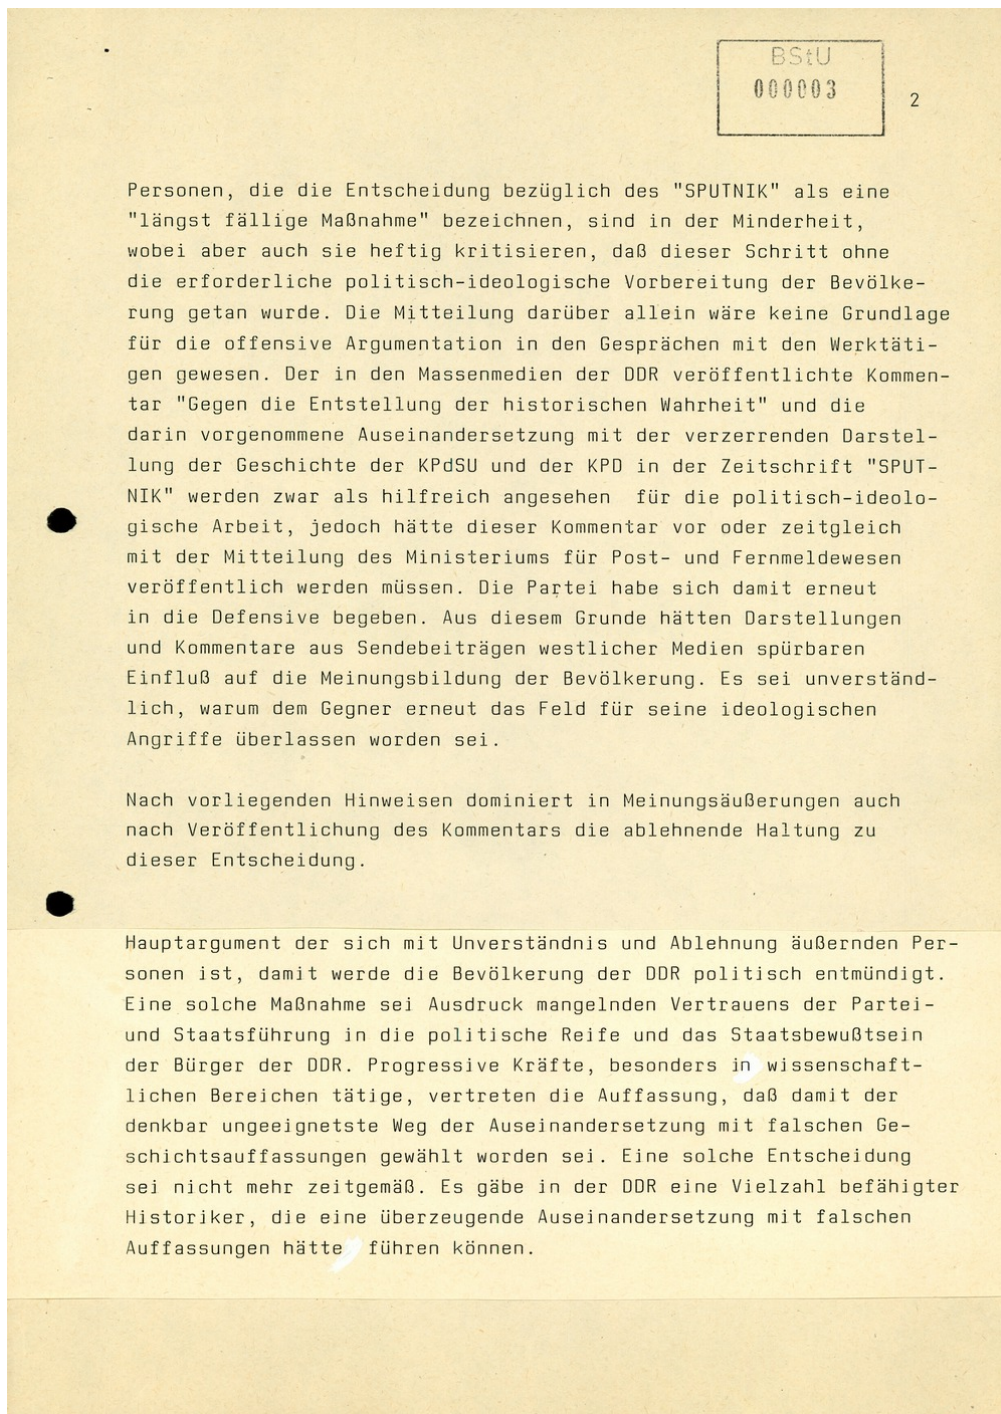 BStU
000003
2
Personen, die die Entscheidung bezüglich des "SPUTNIK" als eine
"längst fällige Maßnahme" bezeichnen, sind in der Minderheit,
wobei aber auch sie heftig kritisieren, daß dieser Schritt ohne
die erforderliche politisch-ideologische Vorbereitung der Bevölke-
rung getan wurde. Die Mitteilung darüber allein wäre keine Grundlage
für die offensive Argumentation in den Gesprächen mit den Werktäti-
gen gewesen. Der in den Massenmedien der DDR veröffentlichte Kommen-
tar "Gegen die Entstellung der historischen Wahrheit" und die
darin vorgenommene Auseinandersetzung mit der verzerrenden Darstel-
lung der Geschichte der KPdSU und der KPD in der Zeitschrift "SPUT-
NIK" werden zwar als hilfreich angesehen  für die politisch-ideolo-
gische Arbeit, jedoch hätte dieser Kommentar vor oder zeitgleich
mit der Mitteilung des Ministeriums für Post- und Fernmeldewesen
veröffentlich werden müssen. Die Partei habe sich damit erneut
in die Defensive begeben. Aus diesem Grunde hätten Darstellungen
und Kommentare aus Sendebeiträgen westlicher Medien spürbaren
Einfluß auf die Meinungsbildung der Bevölkerung. Es sei unverständ-
lich, warum dem Gegner erneut das Feld für seine ideologischen
Angriffe überlassen worden sei.
Nach vorliegenden Hinweisen dominiert in Meinungsäußerungen auch
nach Veröffentlichung des Kommentars die ablehnende Haltung zu
dieser Entscheidung.
Hauptargument der sich mit Unverständnis und Ablehnung äußernden Per-
sonen ist, damit werde die Bevölkerung der DDR politisch entmündigt.
Eine solche Maßnahme sei Ausdruck mangelnden Vertrauens der Partei-
und Staatsführung in die politische Reife und das Staatsbewußtsein
der Bürger der DDR. Progressive Kräfte, besonders in wissenschaft-
lichen Bereichen tätige, vertreten die Auffassung, daß damit der
denkbar ungeeignetste Weg der Auseinandersetzung mit falschen Ge-
schichtsauffassungen gewählt worden sei. Eine solche Entscheidung
sei nicht mehr zeitgemäß. Es gäbe in der DDR eine Vielzahl befähigter
Historiker, die eine überzeugende Auseinandersetzung mit falschen
Auffassungen hätte führen können.